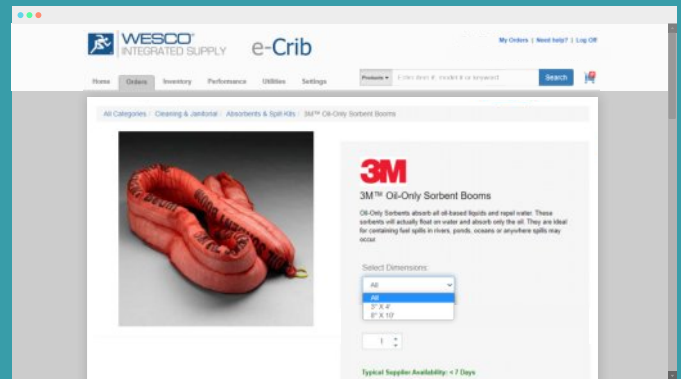 WESCO
INTEGRATED SUPPLY
e-Crib
My Orders | Need help? | Log Off
Home Orders Inventory Performance Utilities Settings
Products
Search
All Categories / Cleaning & Janitorial / Absorbents & Spill Kits / 3M™ Oil-Only Sorbent Booms
3M
3M™ Oil-Only Sorbent Booms
Oil-Only Sorbents absorb all oil-based liquids and repel water. These
sorbents will actually float on water and absorb only the oil. They are ideal
for containing fuel spills in rivers, ponds, oceans or anywhere spills may
occur
Select Dimensions:
All
All
3" X 4'
8" X 10'
1
Typical Supplier Availability: < 7 Days